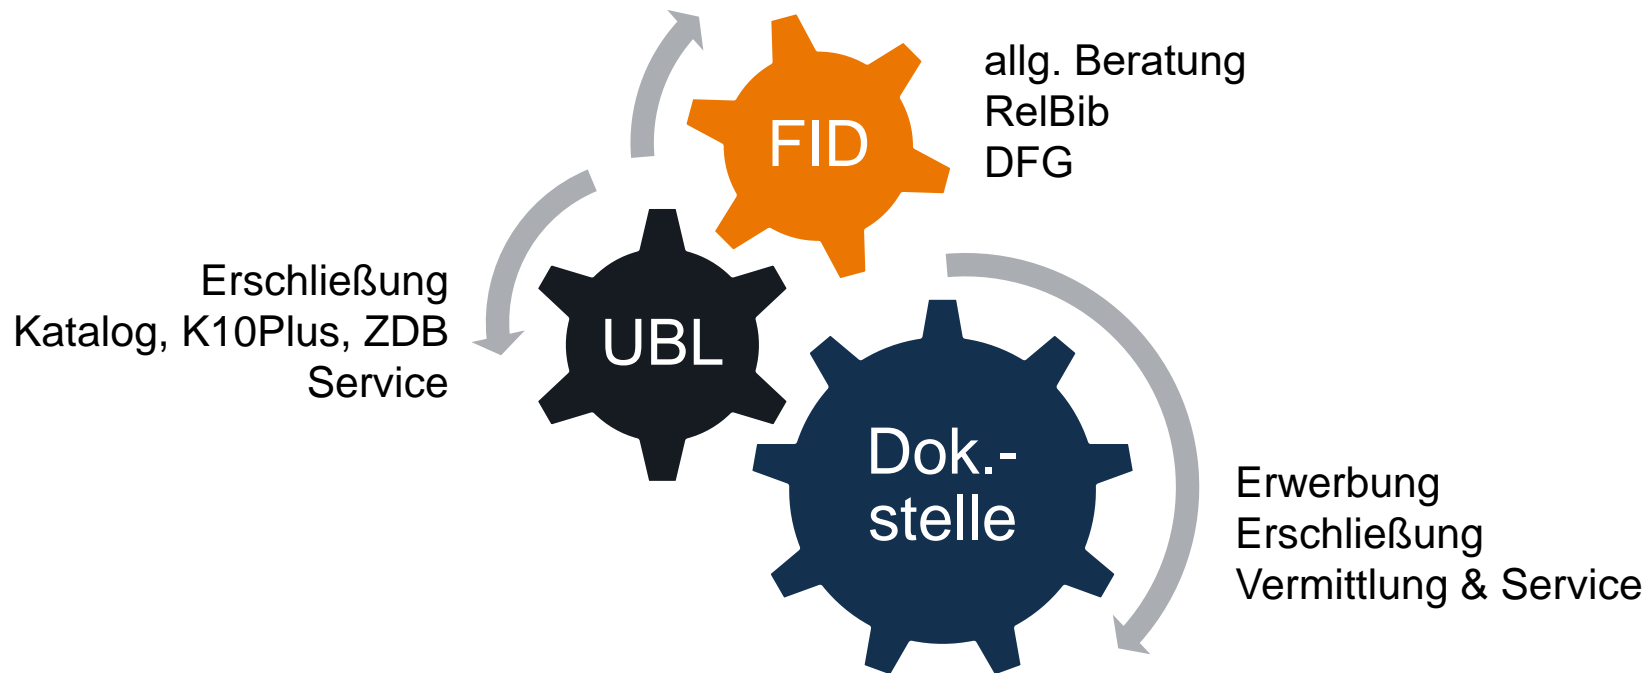 FID
allg. Beratung
RelBib
DFG
Erschließung
Katalog, K10Plus, ZDB
Service
UBL
Dok.-
stelle
Erwerbung
Erschließung
Vermittlung & Service